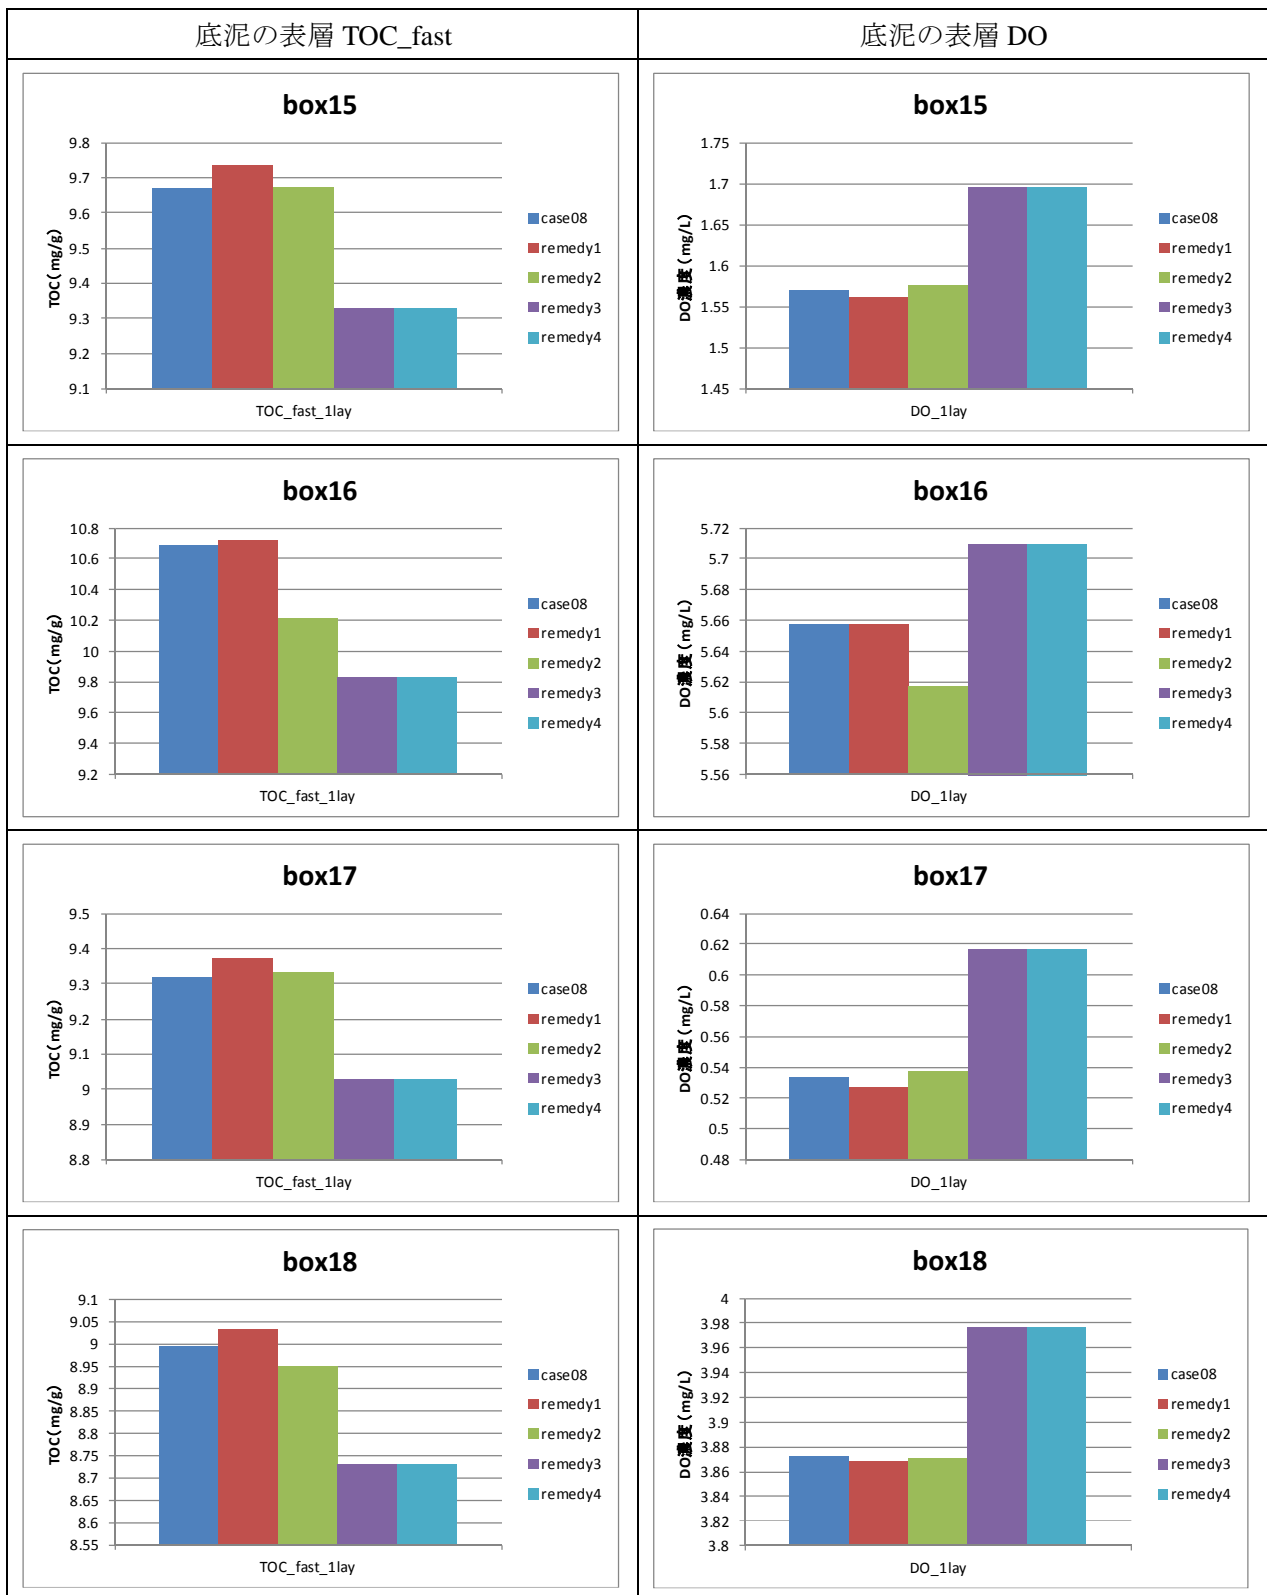 底泥の表層 TOC_fast
底泥の表層 DO
box15
TOC(mg/g)
9.8
9.7
9.6
9.5
9.4
9.3
9.2
9.1
TOC_fast_1lay
case08
remedy1
remedy2
remedy3
remedy4
box15
DO濃度(mg/L)
1.75
1.7
1.65
1.6
1.55
1.5
1.45
DO_1lay
case08
remedy1
remedy2
remedy3
remedy4
box16
TOC(mg/g)
10.8
10.6
10.4
10.2
10
9.8
9.6
9.4
9.2
TOC_fast_1lay
case08
remedy1
remedy2
remedy3
remedy4
box16
DO濃度(mg/L)
5.72
5.7
5.68
5.66
5.64
5.62
5.6
5.58
5.56
DO_1lay
case08
remedy1
remedy2
remedy3
remedy4
box17
TOC(mg/g)
9.5
9.4
9.3
9.2
9.1
9
8.9
8.8
TOC_fast_1lay
case08
remedy1
remedy2
remedy3
remedy4
box17
DO濃度(mg/L)
0.64
0.62
0.6
0.58
0.56
0.54
0.52
0.5
0.48
DO_1lay
case08
remedy1
remedy2
remedy3
remedy4
box18
TOC(mg/g)
9.1
9.05
9
8.95
8.9
8.85
8.8
8.75
8.7
8.65
8.6
8.55
TOC_fast_1lay
case08
remedy1
remedy2
remedy3
remedy4
box18
DO濃度(mg/L)
4
3.98
3.96
3.94
3.92
3.9
3.88
3.86
3.84
3.82
3.8
DO_1lay
case08
remedy1
remedy2
remedy3
remedy4